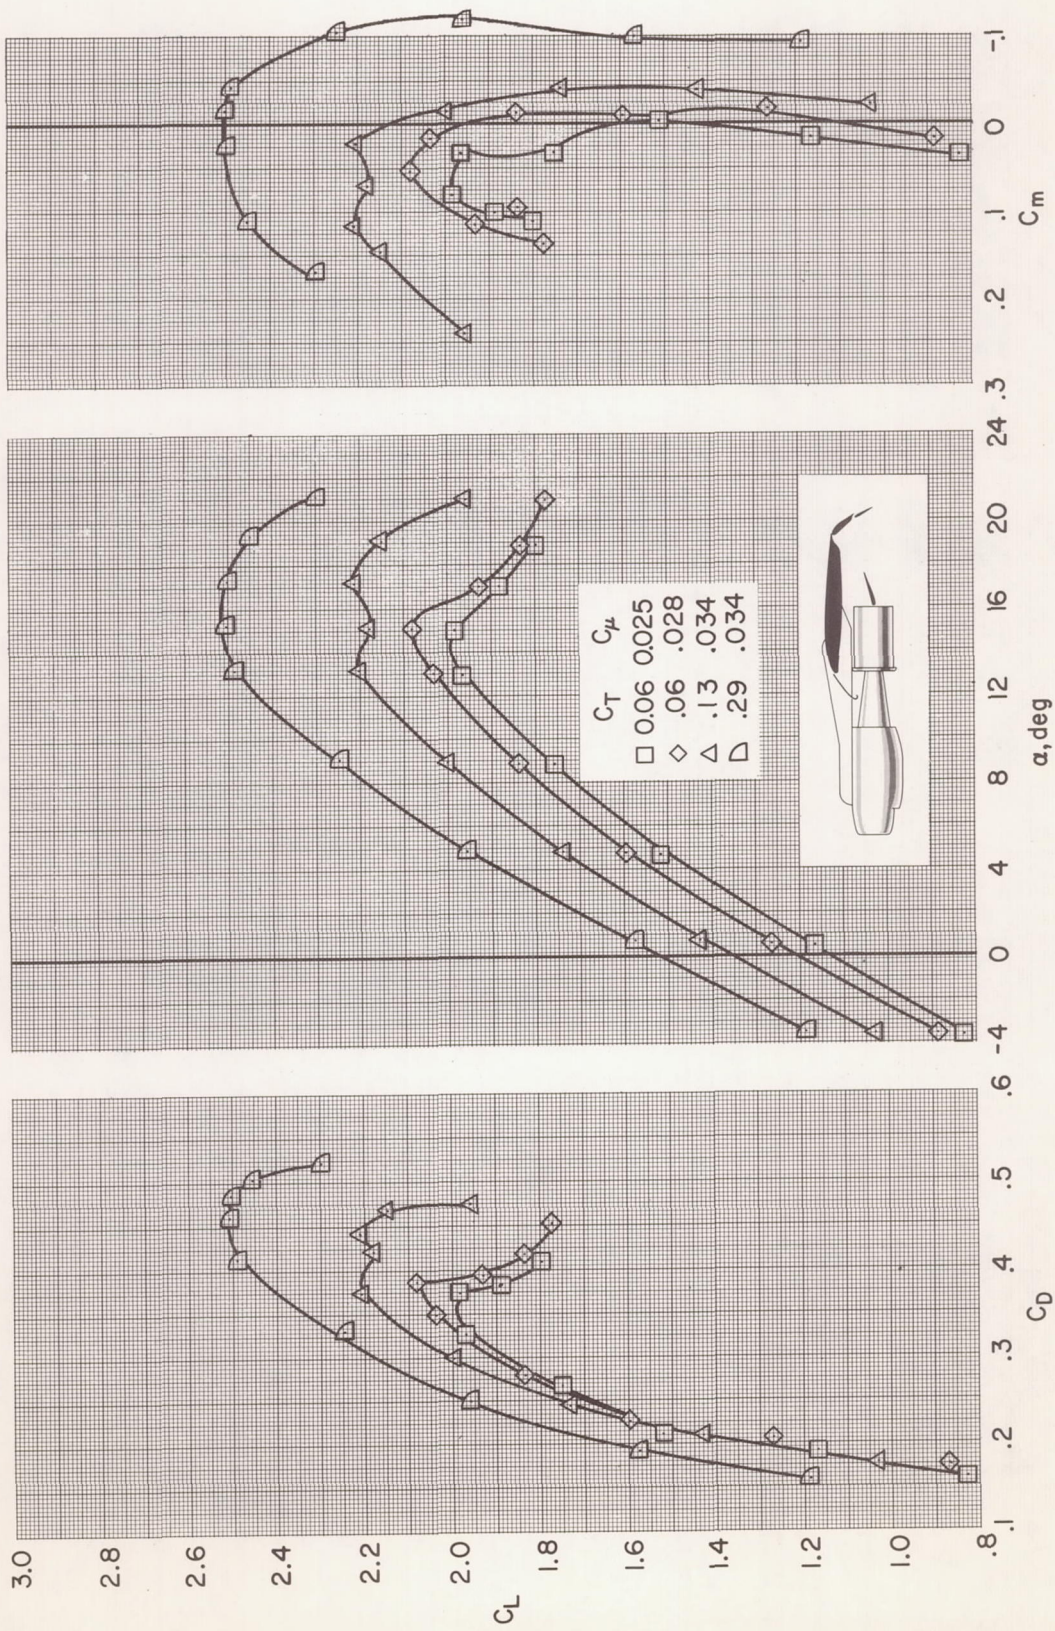 3.0
2.8
2.6
2.4
2.2
2.0
1.8
1.6
1.4
1.2
1.0
.8
C_L
.1 .2 .3 .4 .5 .6
C_D
-4 0 4 8 12 16 20 24
α, deg
.3 .2 .1 0 -.1
C_m
C_T C_μ
0.06 0.025
.06 .028
.13 .034
.29 .034